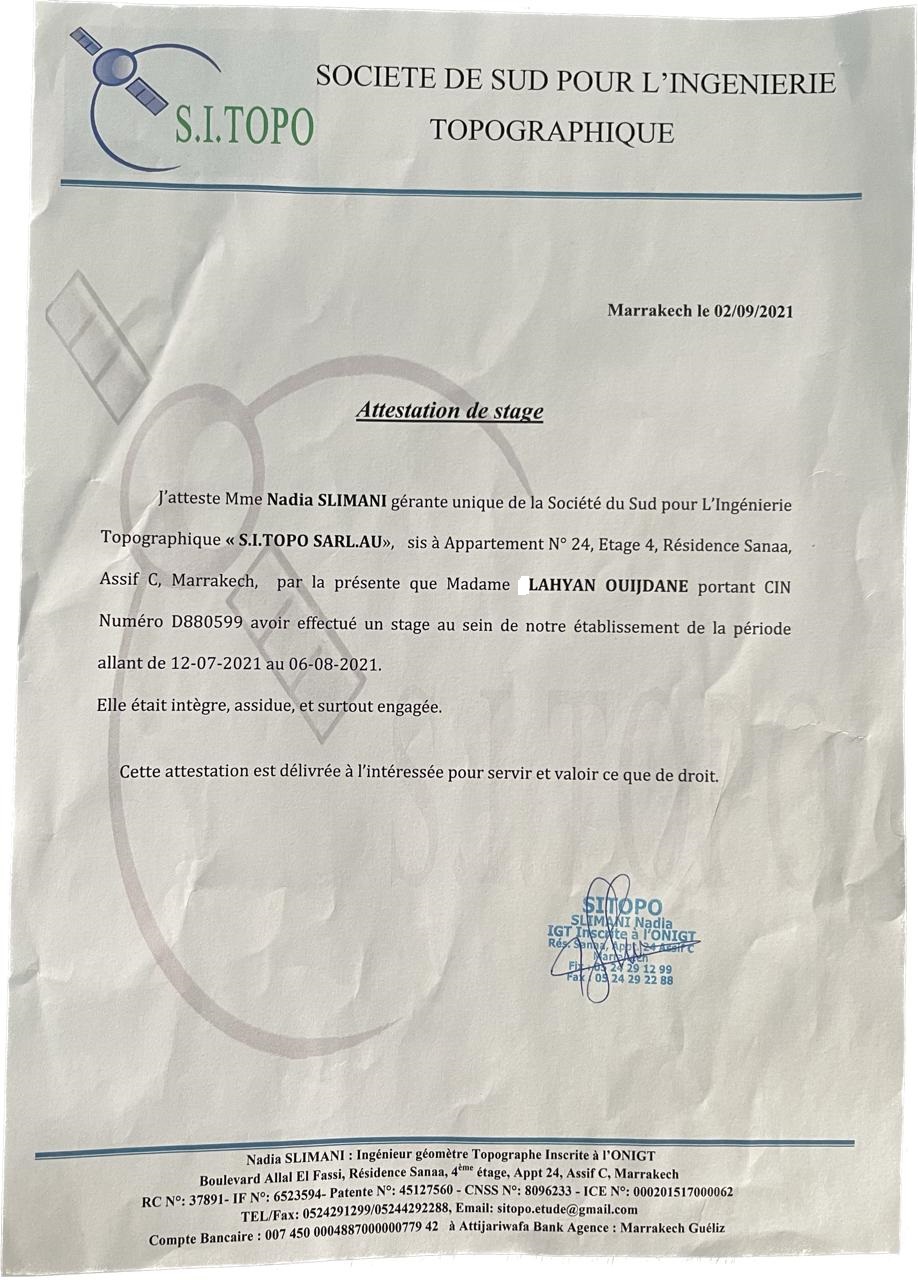 S.I.TOPO
SOCIETE DE SUD POUR L'INGENIERIE
TOPOGRAPHIQUE
Marrakech le 02/09/2021
Attestation de stage
J'atteste Mme Nadia SLIMANI gérante unique de la Société du Sud pour L'Ingénierie
Topographique « S.I.TOPO SARL.AU», sis à Appartement N° 24, Etage 4, Résidence Sanaa,
Assif C, Marrakech, par la présente que Madame LAHYAN OUIJDANE portant CIN
Numéro D880599 avoir effectué un stage au sein de notre établissement de la période
allant de 12-07-2021 au 06-08-2021.
Elle était intègre, assidue, et surtout engagée.
Cette attestation est délivrée à l'intéressée pour servir et valoir ce que de droit.
S.I.TOPO
SITOPO
SLIMANI Nadia
IGT Inscrite à l'ONIGT
Rés. Sanaa, Appt 24 Assif C
Marrakech
Fix : 05 24 29 12 99
Fax : 05 24 29 22 88
Nadia SLIMANI : Ingénieur géomètre Topographe Inscrite à l'ONIGT
Boulevard Allal El Fassi, Résidence Sanaa, 4ème étage, Appt 24, Assif C, Marrakech
RC N°: 37891- IF N°: 6523594- Patente N°: 45127560 - CNSS N°: 8096233 - ICE N°: 000201517000062
TEL/Fax: 0524291299/05244292288, Email: sitopo.etude@gmail.com
Compte Bancaire : 007 450 0004887000000779 42 à Attijariwafa Bank Agence : Marrakech Guéliz